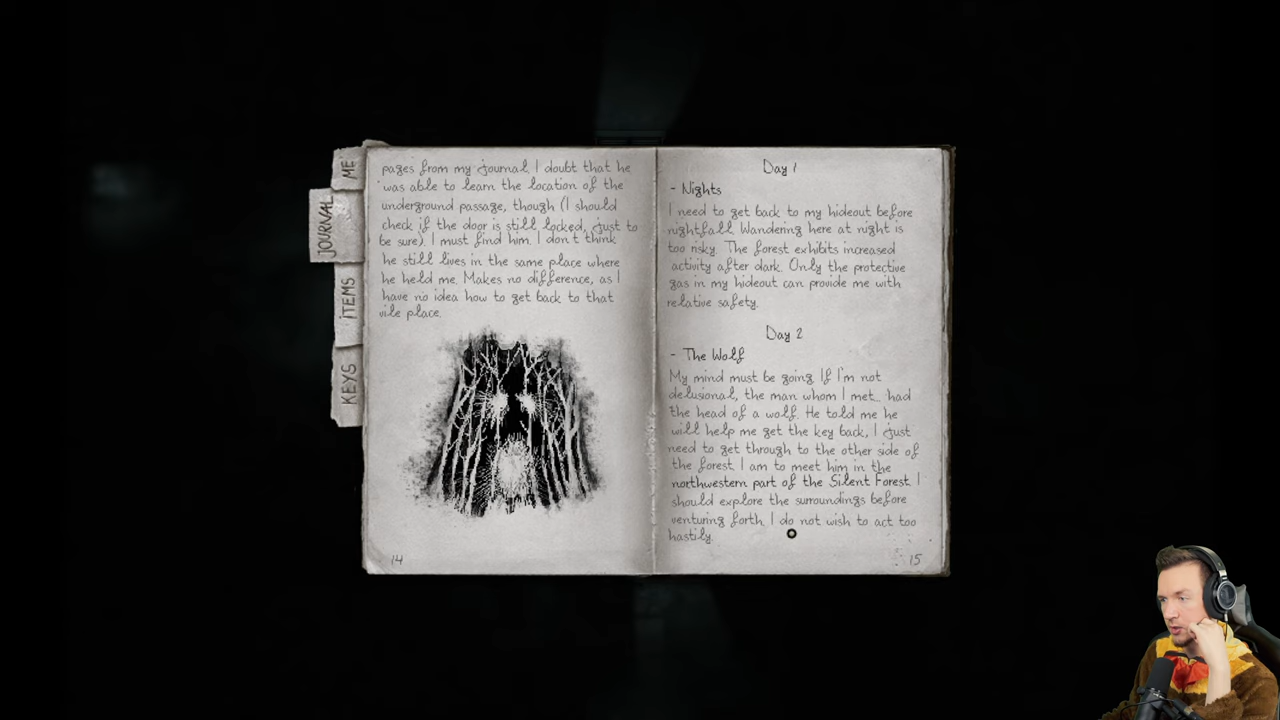 ME
JOURNAL
ITEMS
KEYS
pages from my journal. I doubt that he
was able to learn the location of the
underground passage, though (I should
check if the door is still locked, just to
be sure). I must find him. I don't think
he still lives in the same place where
he held me. Makes no difference, as I
have no idea how to get back to that
vile place.
14
Day 1
- Nights
I need to get back to my hideout before
nightfall. Wandering here at night is
too risky. The forest exhibits increased
activity after dark. Only the protective
gas in my hideout can provide me with
relative safety.
Day 2
- The Wolf
My mind must be going. If I'm not
delusional, the man whom I met... had
the head of a wolf. He told me he
will help me get the key back, I just
need to get through to the other side of
the forest. I am to meet him in the
northwestern part of the Silent Forest. I
should explore the surroundings before
venturing forth. I do not wish to act too
hastily.
15